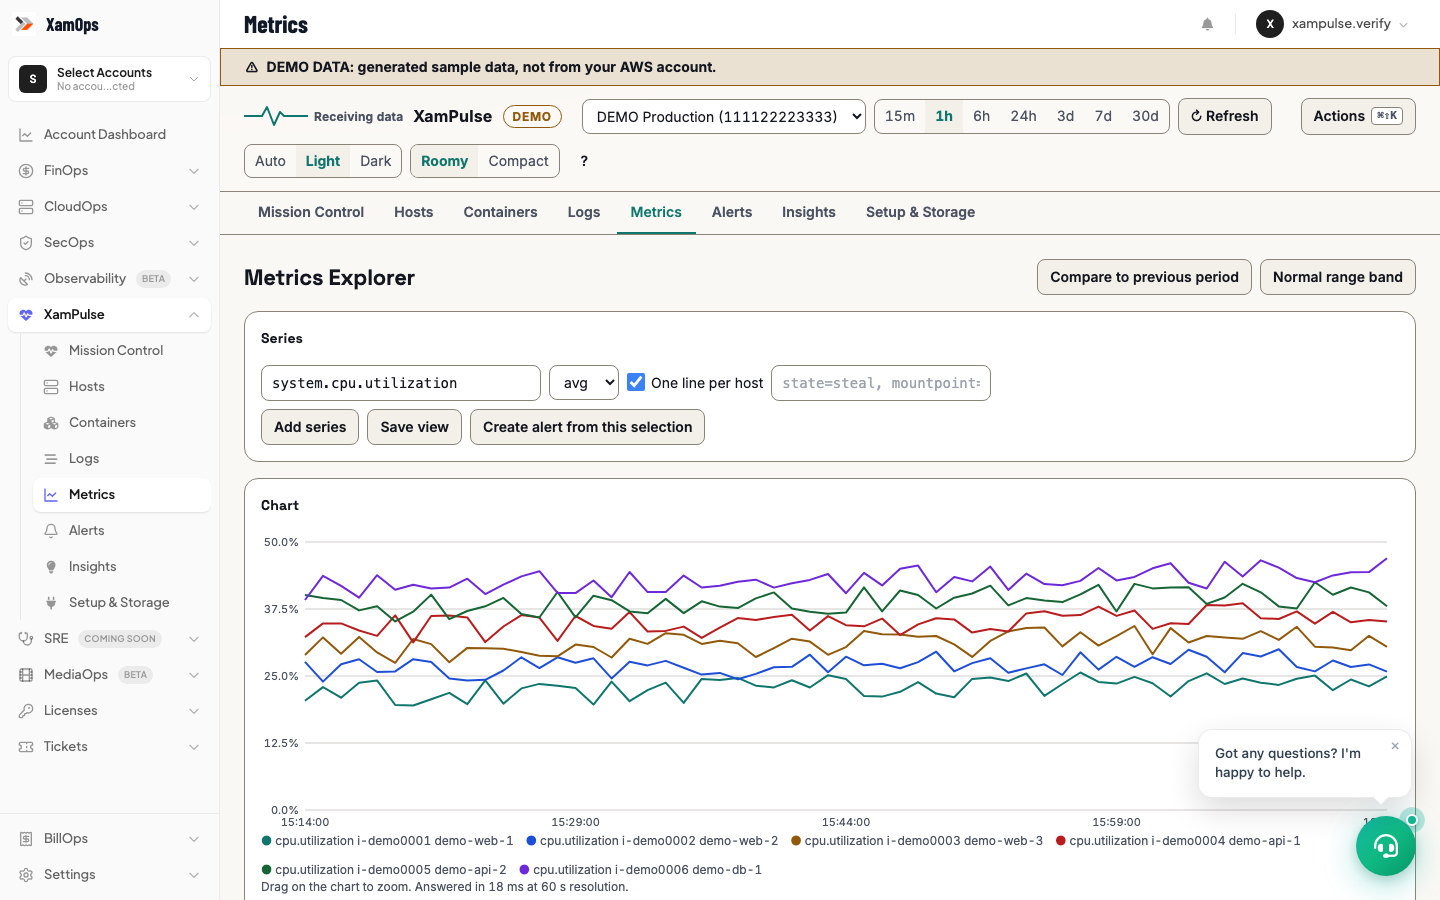 XamOps
Metrics
X
xampulse.verify
S
Select Accounts
No accou...cted
DEMO DATA: generated sample data, not from your AWS account.
Receiving data
XamPulse
DEMO
DEMO Production (111122223333)
15m 1h 6h 24h 3d 7d 30d
Refresh
Actions ⌘⇧K
Auto Light Dark
Roomy Compact
?
Account Dashboard
FinOps
CloudOps
SecOps
Observability BETA
XamPulse
Mission Control
Hosts
Containers
Logs
Metrics
Alerts
Insights
Setup & Storage
SRE COMING SOON
MediaOps BETA
Licenses
Tickets
BillOps
Settings
Mission Control Hosts Containers Logs Metrics Alerts Insights Setup & Storage
Metrics Explorer
Compare to previous period
Normal range band
Series
system.cpu.utilization
avg
One line per host
state=steal, mountpoint=
Add series
Save view
Create alert from this selection
Chart
50.0%
37.5%
25.0%
12.5%
0.0%
15:14:00 15:29:00 15:44:00 15:59:00
cpu.utilization i-demo0001 demo-web-1
cpu.utilization i-demo0002 demo-web-2
cpu.utilization i-demo0003 demo-web-3
cpu.utilization i-demo0004 demo-api-1
cpu.utilization i-demo0005 demo-api-2
cpu.utilization i-demo0006 demo-db-1
Drag on the chart to zoom. Answered in 18 ms at 60 s resolution.
Got any questions? I'm
happy to help.